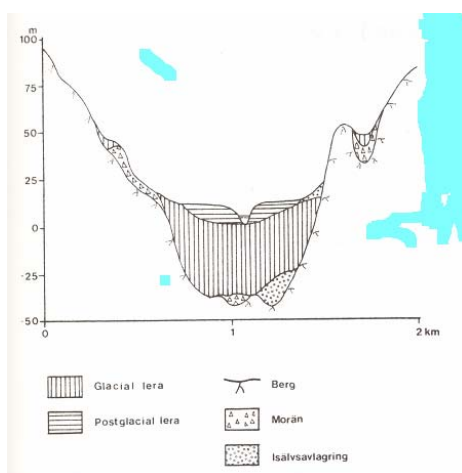 m
100
75
50
25
0
-25
-50
0 1 2 km
Glacial lera
Postglacial lera
Berg
Morän
Isälvsavlagring